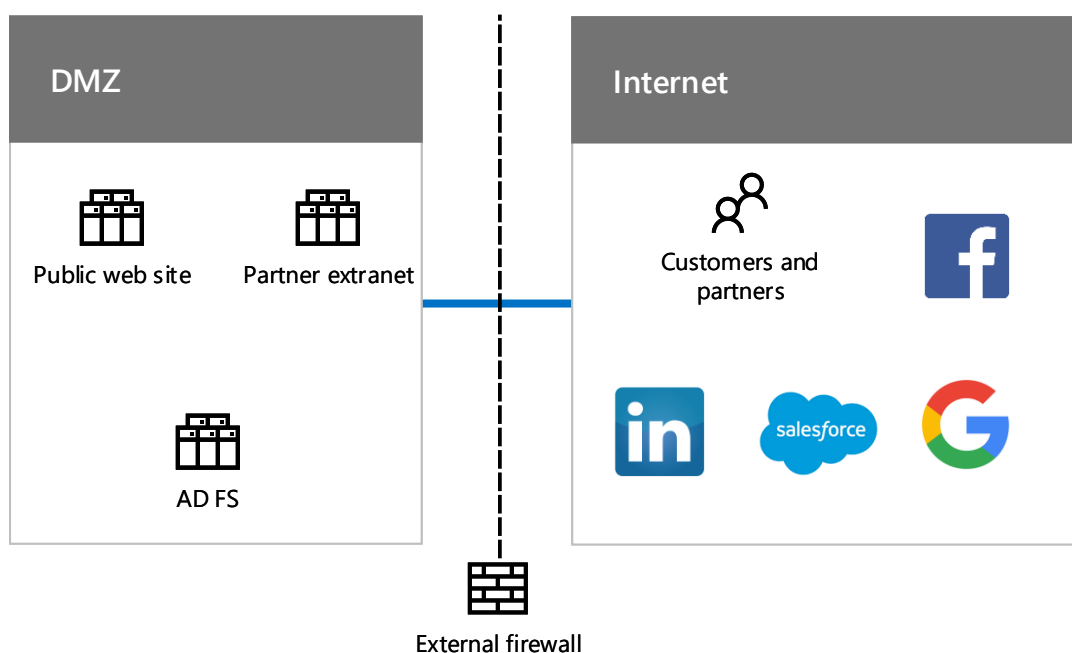 DMZ
Internet
Public web site
Partner extranet
Customers and
partners
in
salesforce
AD FS
External firewall